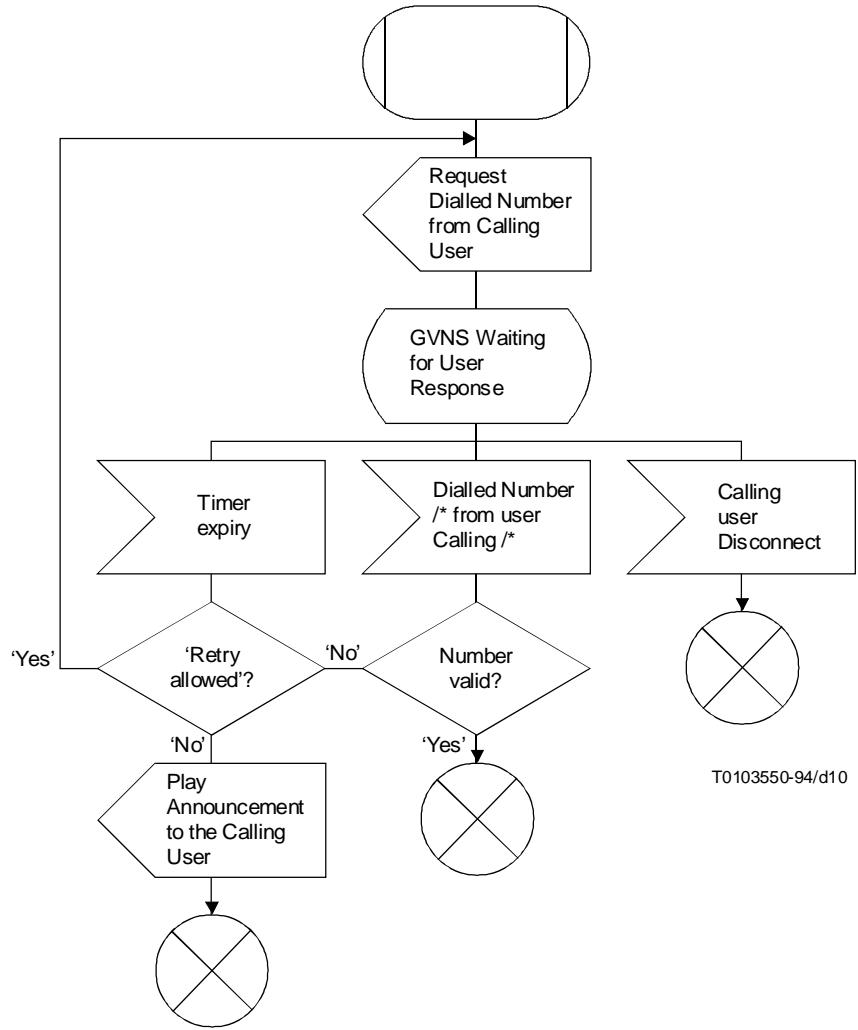 Request
Dialled Number
from Calling
User
GVNS Waiting
for User
Response
Timer
expiry
Dialled Number
/* from user
Calling /*
Calling
user
Disconnect
‘Yes’
‘Retry
allowed’?
‘No’
Number
valid?
‘No’
‘Yes’
Play
Announcement
to the Calling
User
T0103550-94/d10